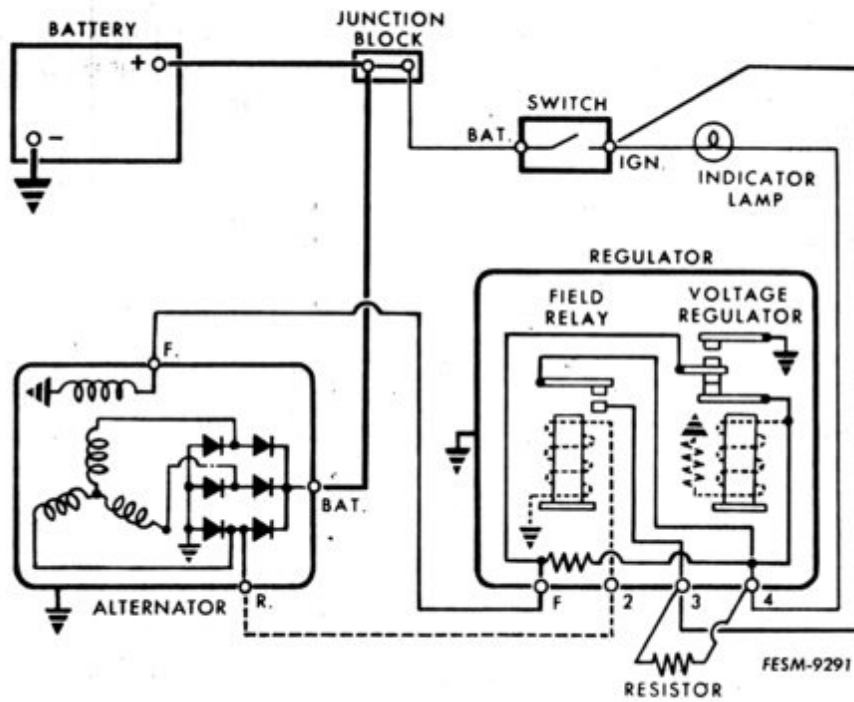 BATTERY
+
-
JUNCTION
BLOCK
SWITCH
BAT.
IGN.
INDICATOR
LAMP
REGULATOR
FIELD
RELAY
VOLTAGE
REGULATOR
F.
BAT.
ALTERNATOR
R.
F
2
3
4
RESISTOR
FESM-9291